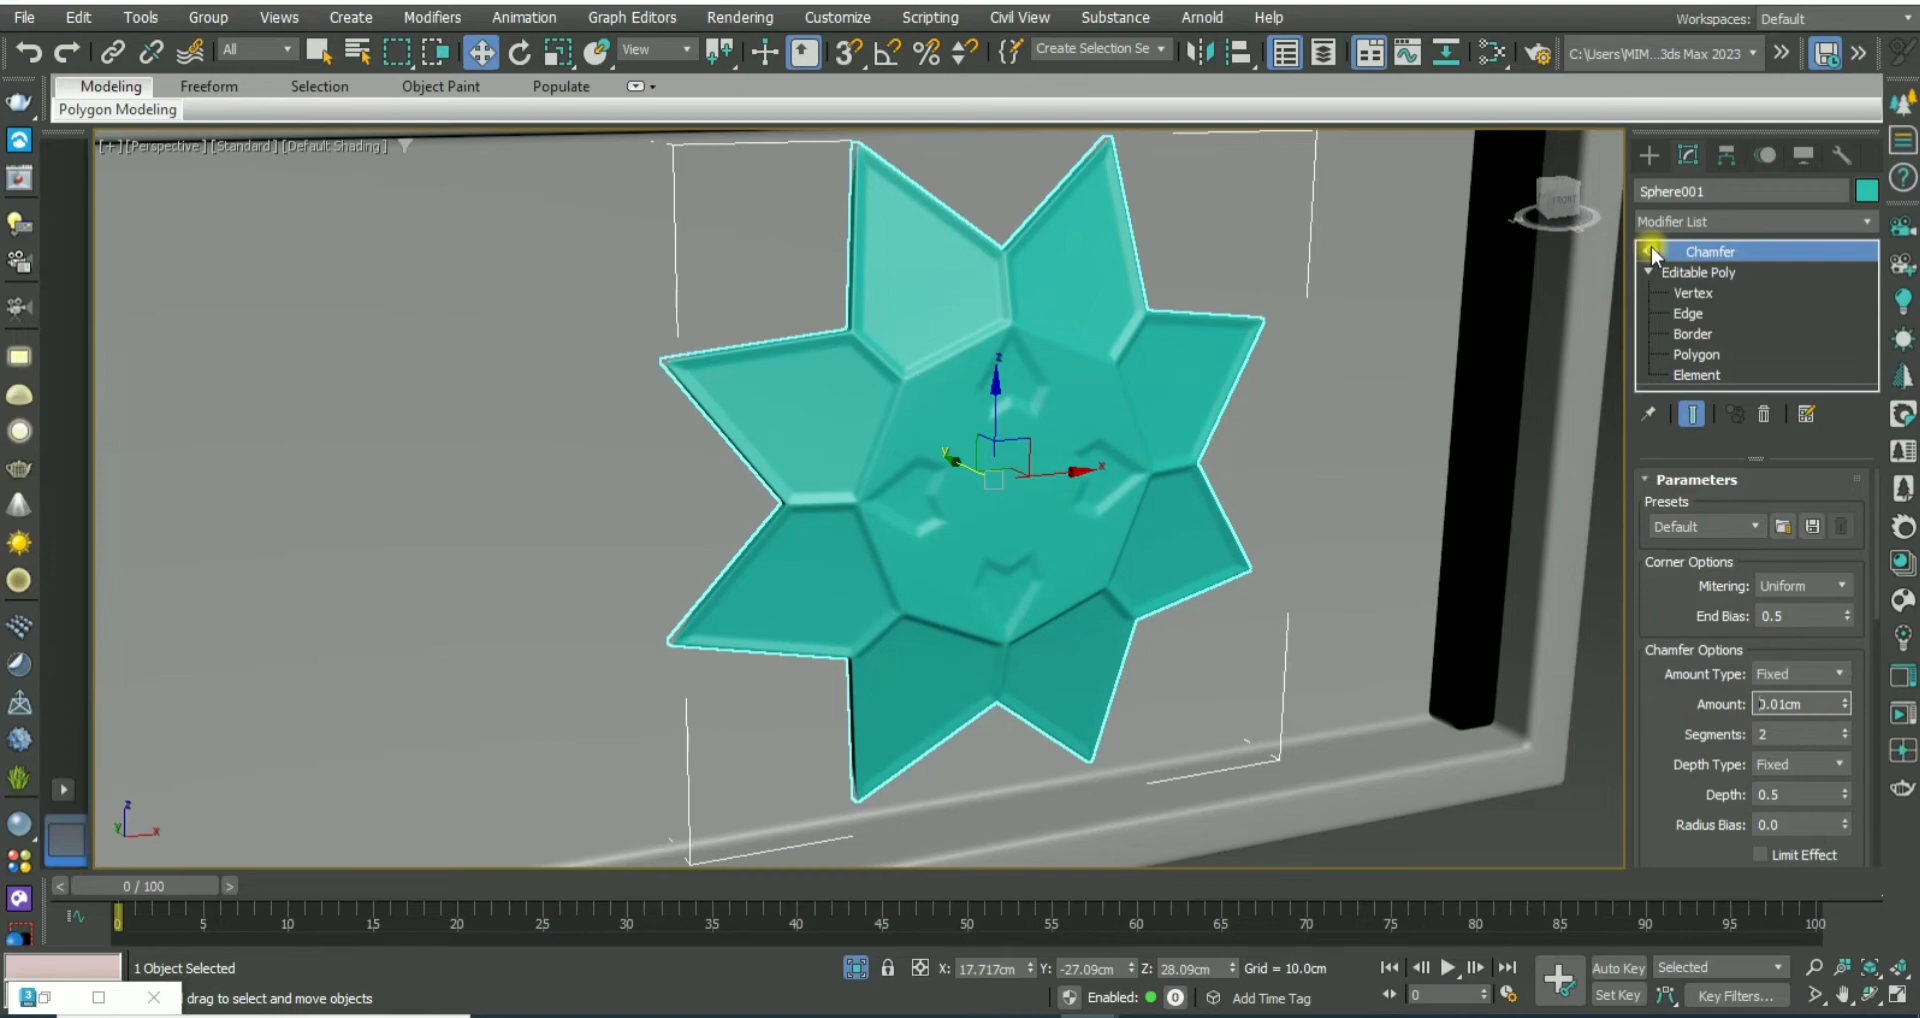 File Edit Tools Group Views Create Modifiers Animation Graph Editors Rendering Customize Scripting Civil View Substance Arnold Help Workspaces: Default
All View Create Selection Se C:\Users\MIM...3ds Max 2023
Modeling Freeform Selection Object Paint Populate
Polygon Modeling
[+] [Perspective] [Standard] [Default Shading]
FRONT
z
y
x
z
y
x
Sphere001
Modifier List
Chamfer
Editable Poly
Vertex
Edge
Border
Polygon
Element
Parameters
Presets
Default
Corner Options
Mitering: Uniform
End Bias: 0.5
Chamfer Options
Amount Type: Fixed
Amount: 0.01cm
Segments: 2
Depth Type: Fixed
Depth: 0.5
Radius Bias: 0.0
Limit Effect
< 0 / 100 >
0 5 10 15 20 25 30 35 40 45 50 55 60 65 70 75 80 85 90 95 100
1 Object Selected X: 17.717cm Y: -27.09cm Z: 28.09cm Grid = 10.0cm Auto Key Selected
3 drag to select and move objects Enabled: 0 Add Time Tag 0 Set Key Key Filters...